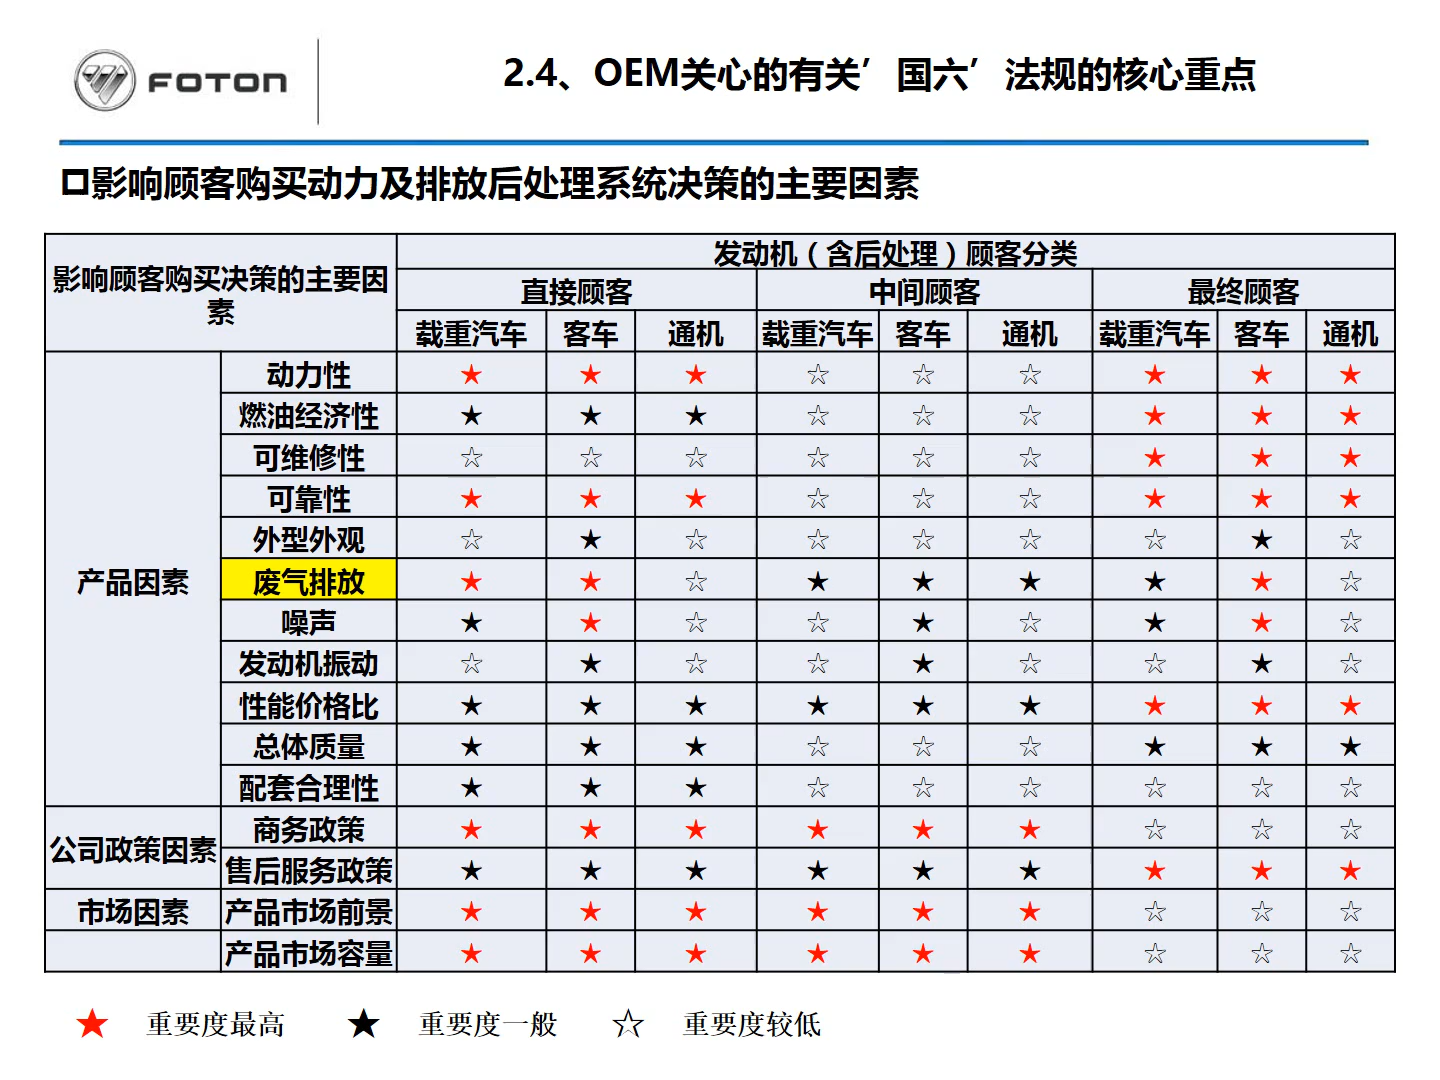 FOTON
2.4、OEM关心的有关’国六’法规的核心重点
影响顾客购买动力及排放后处理系统决策的主要因素
影响顾客购买决策的主要因
素
发动机（含后处理）顾客分类
直接顾客 中间顾客 最终顾客
载重汽车 客车 通机 载重汽车 客车 通机 载重汽车 客车 通机
产品因素
动力性 ★ ★ ★ ☆ ☆ ☆ ★ ★ ★
燃油经济性 ★ ★ ★ ☆ ☆ ☆ ★ ★ ★
可维修性 ☆ ☆ ☆ ☆ ☆ ☆ ★ ★ ★
可靠性 ★ ★ ★ ☆ ☆ ☆ ★ ★ ★
外型外观 ☆ ★ ☆ ☆ ☆ ☆ ☆ ★ ☆
废气排放 ★ ★ ☆ ★ ★ ★ ★ ★ ☆
噪声 ★ ★ ☆ ☆ ★ ☆ ★ ★ ☆
发动机振动 ☆ ★ ☆ ☆ ★ ☆ ☆ ★ ☆
性能价格比 ★ ★ ★ ★ ★ ★ ★ ★ ★
总体质量 ★ ★ ★ ☆ ☆ ☆ ★ ★ ★
配套合理性 ★ ★ ★ ☆ ☆ ☆ ☆ ☆ ☆
公司政策因素
商务政策 ★ ★ ★ ★ ★ ★ ☆ ☆ ☆
售后服务政策 ★ ★ ★ ★ ★ ★ ★ ★ ★
市场因素 产品市场前景 ★ ★ ★ ★ ★ ★ ☆ ☆ ☆
产品市场容量 ★ ★ ★ ★ ★ ★ ☆ ☆ ☆
★ 重要度最高 ★ 重要度一般 ☆ 重要度较低